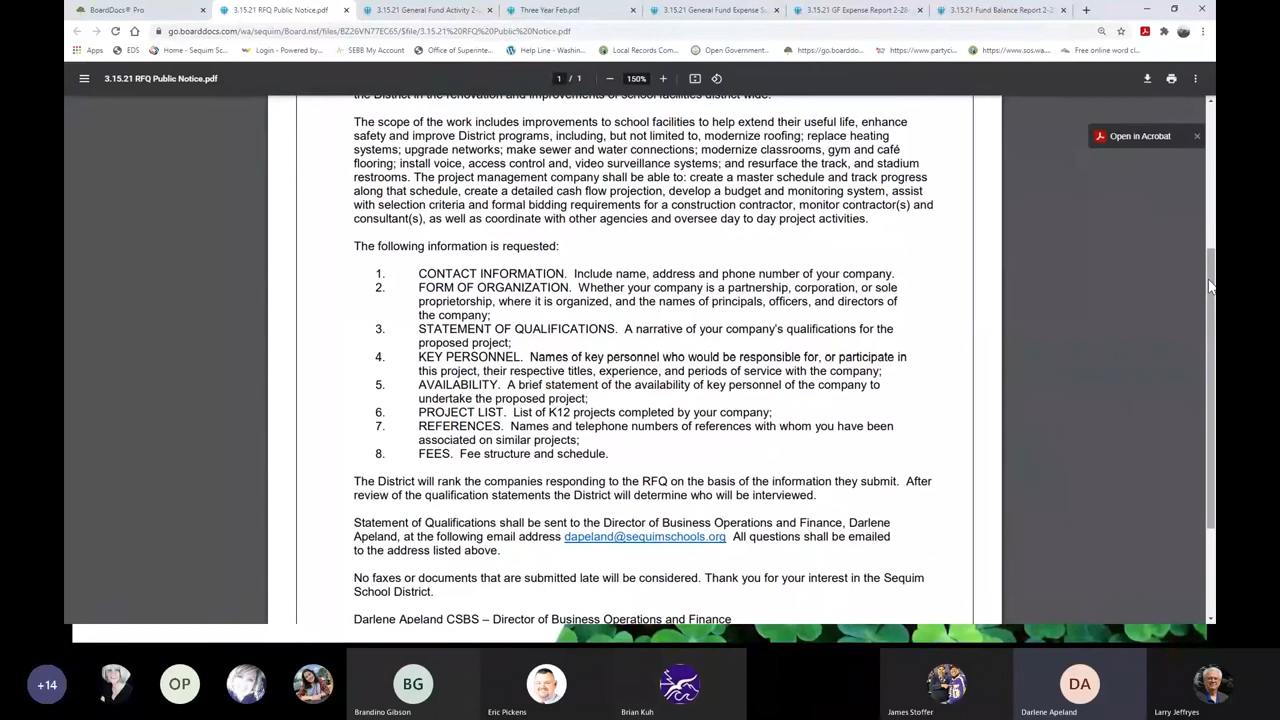 BoardDocs® Pro
3.15.21 RFQ Public Notice.pdf
3.15.21 General Fund Activity 2-
Three Year Feb.pdf
3.15.21 General Fund Expense S
3.15.21 GF Expense Report 2-28-
3.15.21 Fund Balance Report 2-
go.boarddocs.com/wa/sequim/Board.nsf/files/BZ26VN77EC65/$file/3.15.21%20RFQ%20Public%20Notice.pdf
Apps
EDS
Home - Sequim Sc...
Login - Powered by...
SEBB My Account
Office of Superinte...
Help Line - Washin...
Local Records Com...
Open Government...
https://go.boarddo...
https://www.partyci...
https://www.sos.wa...
Free online word cl...
3.15.21 RFQ Public Notice.pdf
1 / 1
150%
Open in Acrobat
the District in the renovation and improvements of school facilities district wide.
The scope of the work includes improvements to school facilities to help extend their useful life, enhance
safety and improve District programs, including, but not limited to, modernize roofing; replace heating
systems; upgrade networks; make sewer and water connections; modernize classrooms, gym and café
flooring; install voice, access control and, video surveillance systems; and resurface the track, and stadium
restrooms. The project management company shall be able to: create a master schedule and track progress
along that schedule, create a detailed cash flow projection, develop a budget and monitoring system, assist
with selection criteria and formal bidding requirements for a construction contractor, monitor contractor(s) and
consultant(s), as well as coordinate with other agencies and oversee day to day project activities.
The following information is requested:
1. CONTACT INFORMATION. Include name, address and phone number of your company.
2. FORM OF ORGANIZATION. Whether your company is a partnership, corporation, or sole
proprietorship, where it is organized, and the names of principals, officers, and directors of
the company;
3. STATEMENT OF QUALIFICATIONS. A narrative of your company's qualifications for the
proposed project;
4. KEY PERSONNEL. Names of key personnel who would be responsible for, or participate in
this project, their respective titles, experience, and periods of service with the company;
5. AVAILABILITY. A brief statement of the availability of key personnel of the company to
undertake the proposed project;
6. PROJECT LIST. List of K12 projects completed by your company;
7. REFERENCES. Names and telephone numbers of references with whom you have been
associated on similar projects;
8. FEES. Fee structure and schedule.
The District will rank the companies responding to the RFQ on the basis of the information they submit. After
review of the qualification statements the District will determine who will be interviewed.
Statement of Qualifications shall be sent to the Director of Business Operations and Finance, Darlene
Apeland, at the following email address dapeland@sequimschools.org All questions shall be emailed
to the address listed above.
No faxes or documents that are submitted late will be considered. Thank you for your interest in the Sequim
School District.
Darlene Apeland CSBS – Director of Business Operations and Finance
+14
OP
BG
DA
Brandino Gibson
Eric Pickens
Brian Kuh
James Stoffer
Darlene Apeland
Larry Jeffryes